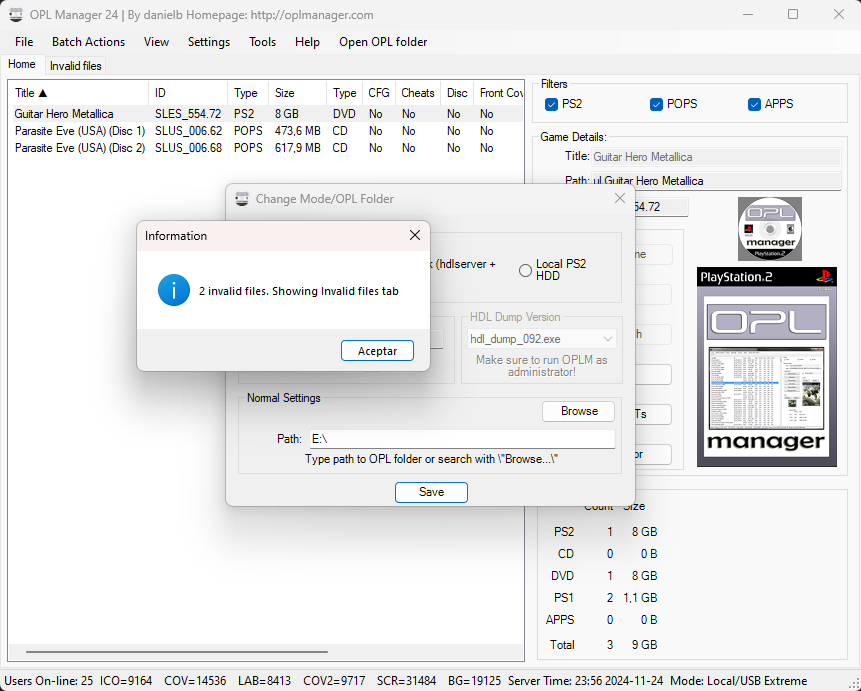 OPL Manager 24 | By danielb Homepage: http://oplmanager.com
File Batch Actions View Settings Tools Help Open OPL folder
Home Invalid files
Title ▲ ID Type Size Type CFG Cheats Disc Front Cov
Guitar Hero Metallica SLES_554.72 PS2 8 GB DVD No No No No
Parasite Eve (USA) (Disc 1) SLUS_006.62 POPS 473,6 MB CD No No No No
Parasite Eve (USA) (Disc 2) SLUS_006.68 POPS 617,9 MB CD No No No No
Filters
PS2 POPS APPS
Game Details:
Title: Guitar Hero Metallica
Path: ul Guitar Hero Metallica
54.72
OPL
manager
PlayStation.2
PlayStation.2
OPL
manager
Change Mode/OPL Folder
k (hdlserver +
Local PS2
HDD
HDL Dump Version
hdl_dump_092.exe
Make sure to run OPLM as
administrator!
Normal Settings
Browse
Path: E:\
Type path to OPL folder or search with \"Browse...\"
Save
Information
2 invalid files. Showing Invalid files tab
Aceptar
me
h
Ts
or
Count Size
PS2 1 8 GB
CD 0 0 B
DVD 1 8 GB
PS1 2 1,1 GB
APPS 0 0 B
Total 3 9 GB
Users On-line: 25 ICO=9164 COV=14536 LAB=8413 COV2=9717 SCR=31484 BG=19125 Server Time: 23:56 2024-11-24 Mode: Local/USB Extreme